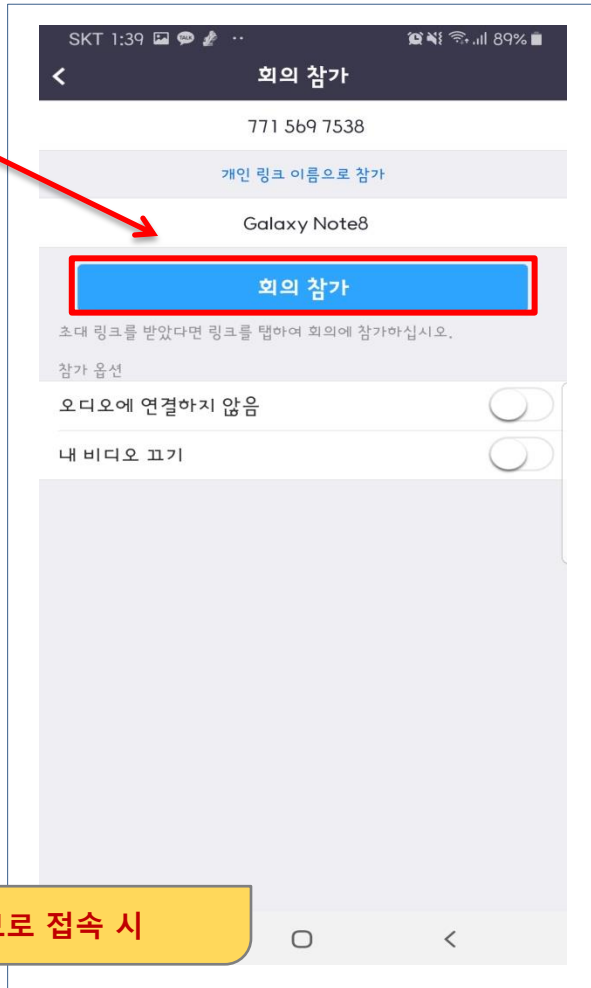 SKT 1:39 89%
회의 참가
771 569 7538
개인 링크 이름으로 참가
Galaxy Note8
회의 참가
초대 링크를 받았다면 링크를 탭하여 회의에 참가하십시오.
참가 옵션
오디오에 연결하지 않음
내 비디오 끄기
로 접속 시